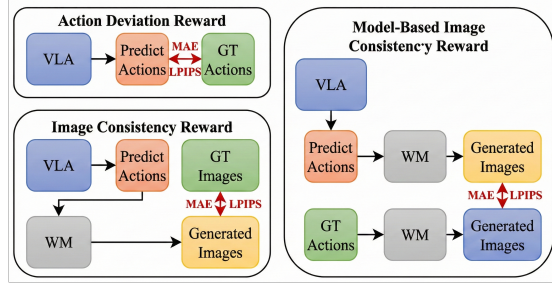 Action Deviation Reward
VLA
Predict
Actions
MAE
LPIPS
GT
Actions
Image Consistency Reward
VLA
Predict
Actions
GT
Images
MAE
LPIPS
WM
Generated
Images
Model-Based Image
Consistency Reward
VLA
Predict
Actions
WM
Generated
Images
MAE
LPIPS
GT
Actions
WM
Generated
Images